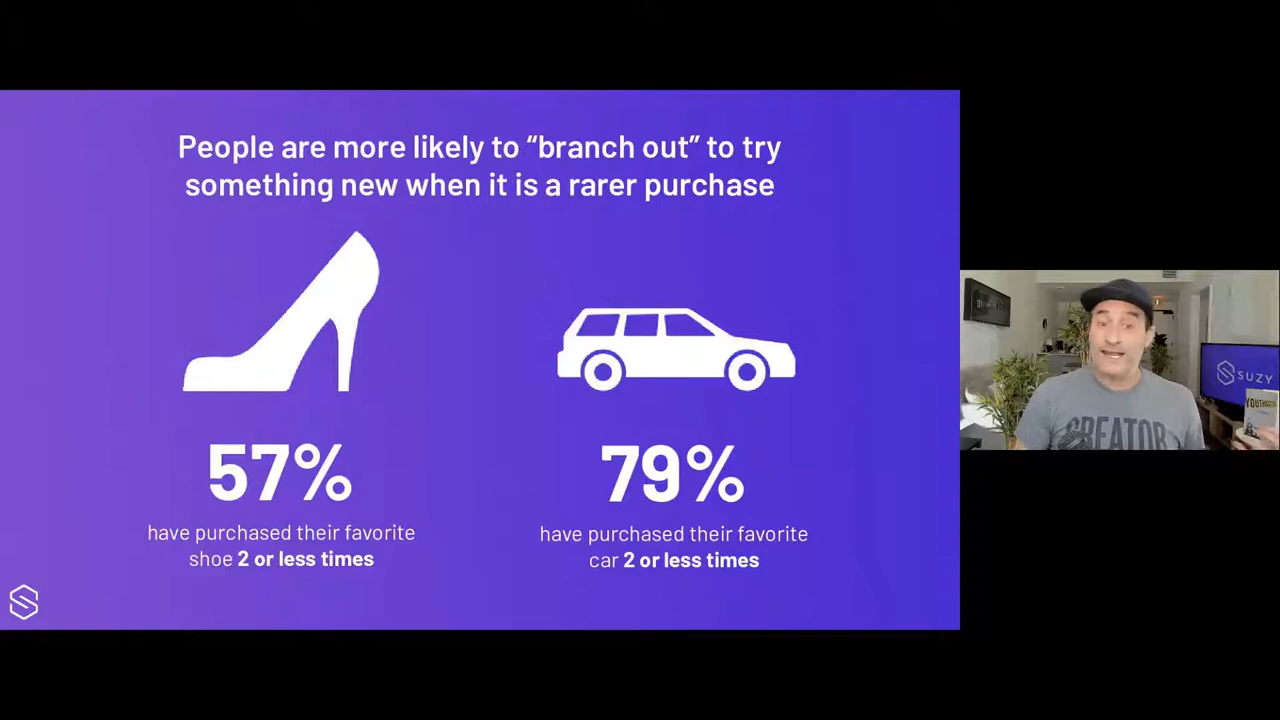 People are more likely to “branch out” to try
something new when it is a rarer purchase
57%
have purchased their favorite
shoe 2 or less times
79%
have purchased their favorite
car 2 or less times
SUZY
CREATOR